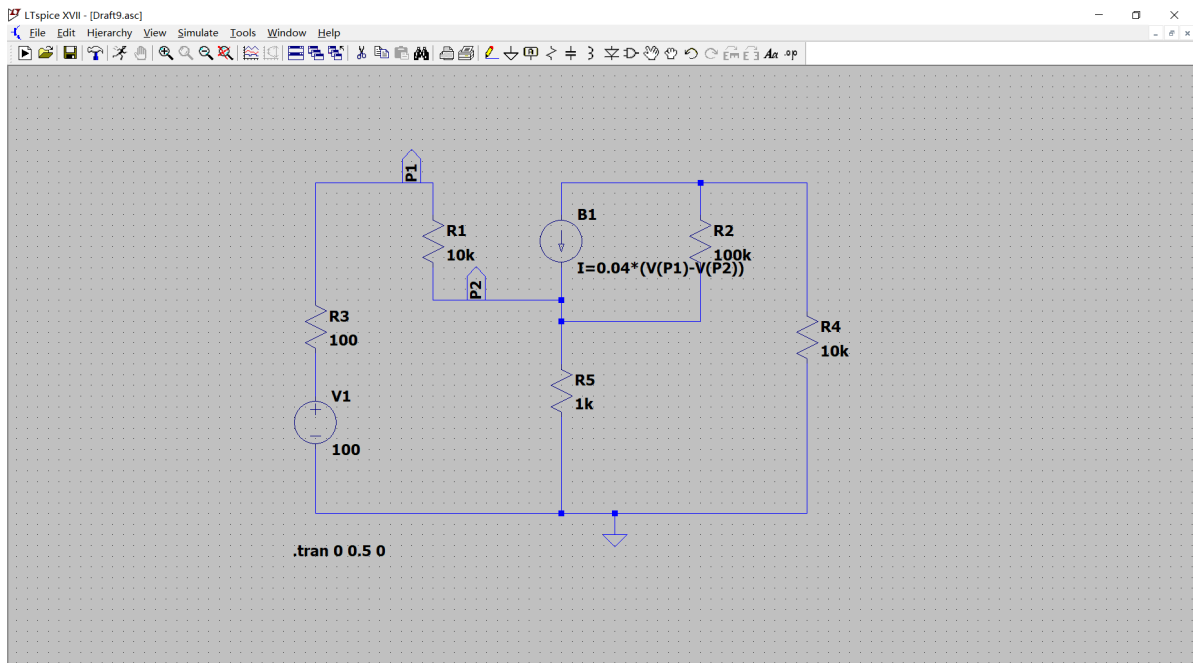 LTspice XVII - [Draft9.asc]
File Edit Hierarchy View Simulate Tools Window Help
Aa .op
P1
B1
R1
10k
R2
100k
I=0.04*(V(P1)-V(P2))
P2
R3
100
R4
10k
V1
100
R5
1k
.tran 0 0.5 0